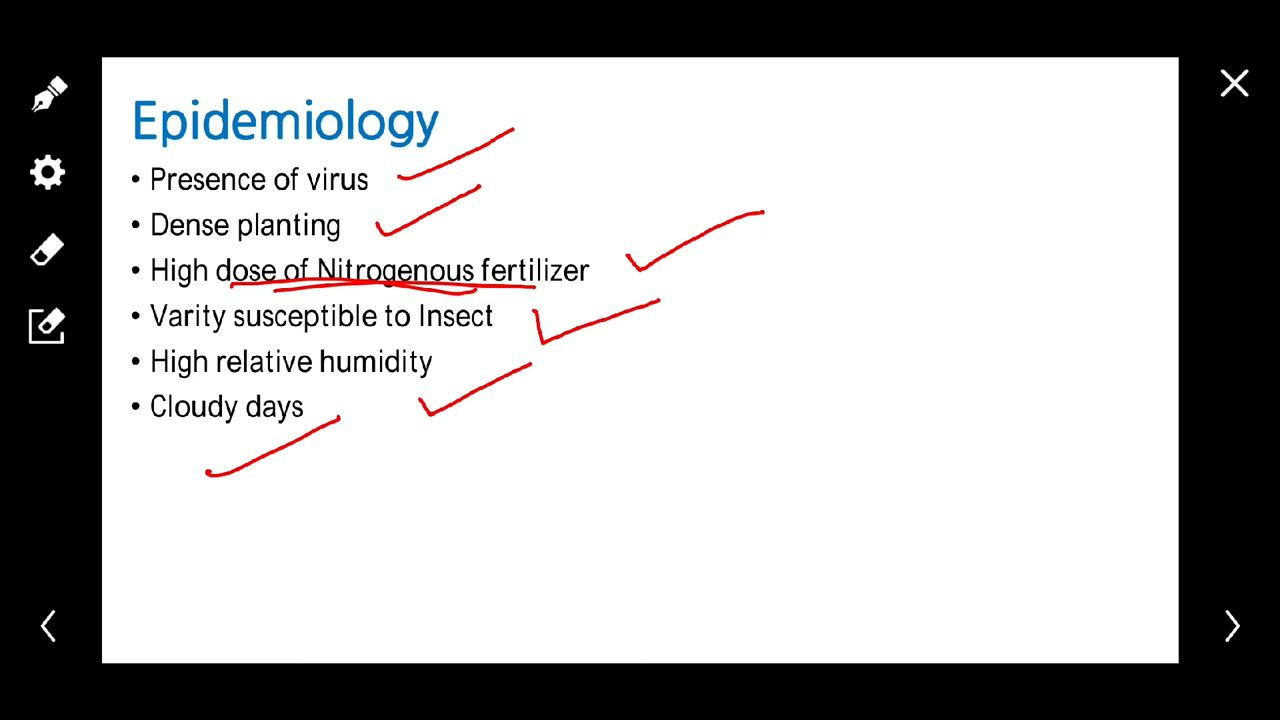 Epidemiology
• Presence of virus
• Dense planting
• High dose of Nitrogenous fertilizer
• Varity susceptible to Insect
• High relative humidity
• Cloudy days